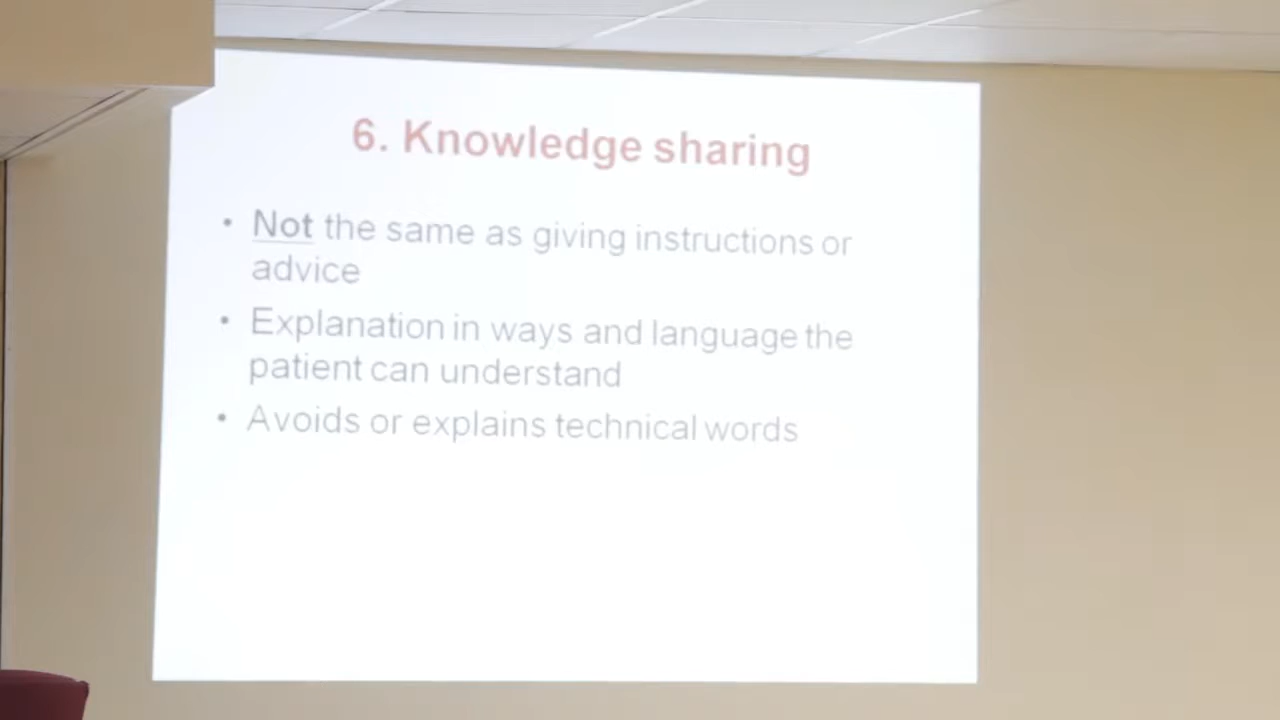 6. Knowledge sharing
• Not the same as giving instructions or
advice
• Explanation in ways and language the
patient can understand
• Avoids or explains technical words